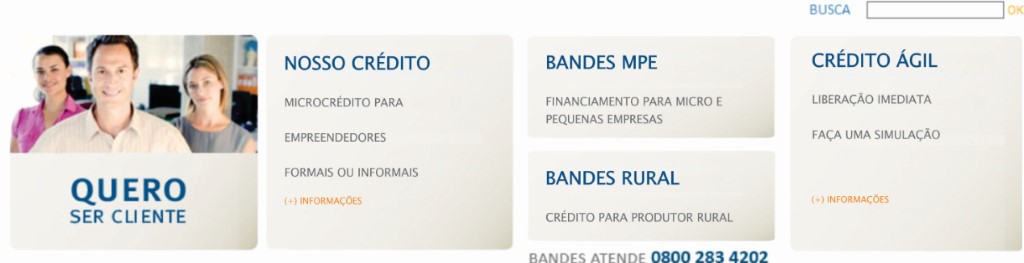 BUSCA OK
QUERO
SER CLIENTE
NOSSO CRÉDITO
MICROCRÉDITO PARA
EMPREENDEDORES
FORMAIS OU INFORMAIS
(+) INFORMAÇÕES
BANDES MPE
FINANCIAMENTO PARA MICRO E
PEQUENAS EMPRESAS
BANDES RURAL
CRÉDITO PARA PRODUTOR RURAL
BANDES ATENDE 0800 283 4202
CRÉDITO ÁGIL
LIBERAÇÃO IMEDIATA
FAÇA UMA SIMULAÇÃO
(+) INFORMAÇÕES